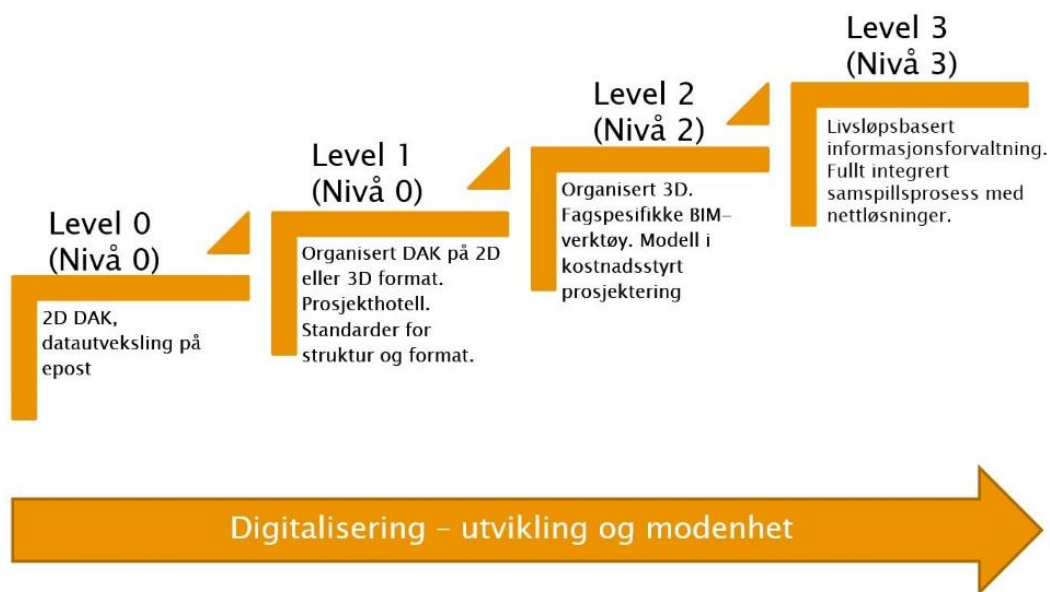 Level 0
(Nivå 0)
2D DAK,
datautveksling på
epost
Level 1
(Nivå 0)
Organisert DAK på 2D
eller 3D format.
Prosjekthotell.
Standarder for
struktur og format.
Level 2
(Nivå 2)
Organisert 3D.
Fagspesifikke BIM-
verktøy. Modell i
kostnadsstyrt
prosjektering
Level 3
(Nivå 3)
Livsløpsbasert
informasjonsforvaltning.
Fullt integrert
samspillsprosess med
nettløsninger.
Digitalisering – utvikling og modenhet